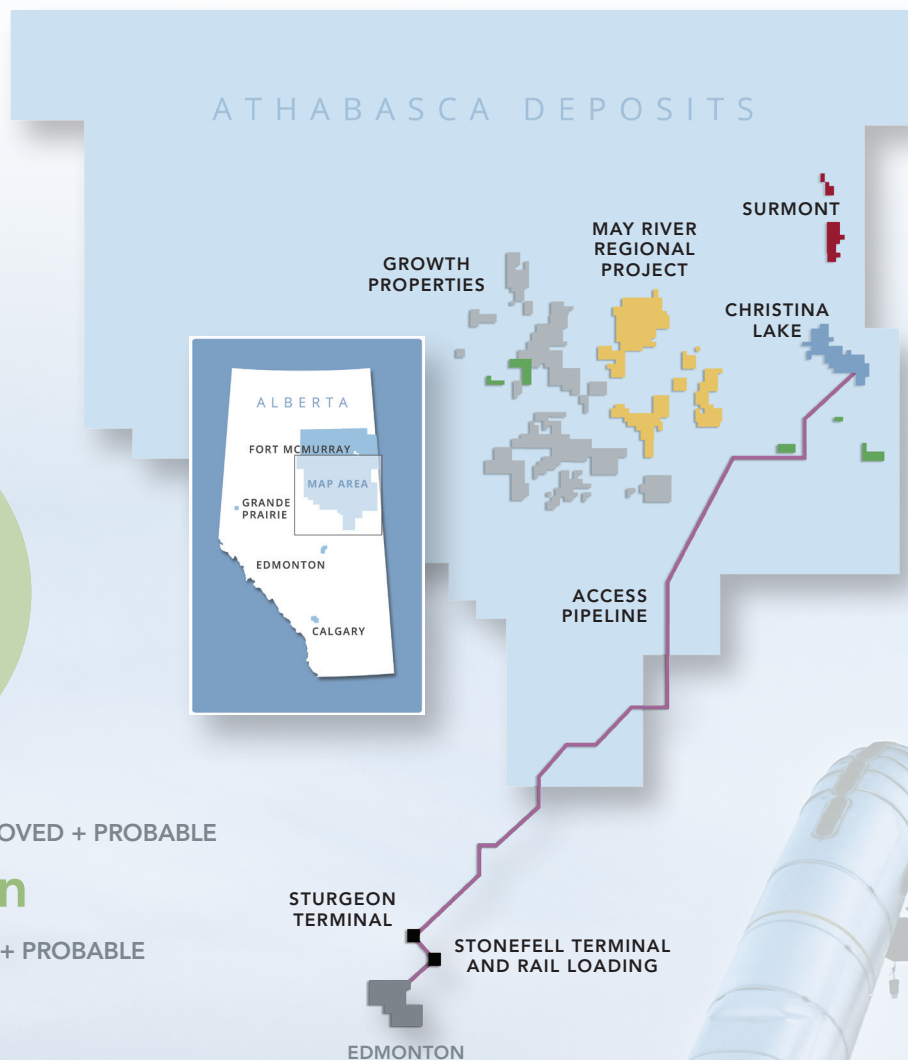 ATHABASCA DEPOSITS
SURMONT
MAY RIVER
REGIONAL
PROJECT
GROWTH
PROPERTIES
CHRISTINA
LAKE
ALBERTA
FORT MCMURRAY
MAP AREA
GRANDE
PRAIRIE
EDMONTON
CALGARY
ACCESS
PIPELINE
OVED + PROBABLE
n
+ PROBABLE
STURGEON
TERMINAL
STONEFELL TERMINAL
AND RAIL LOADING
EDMONTON